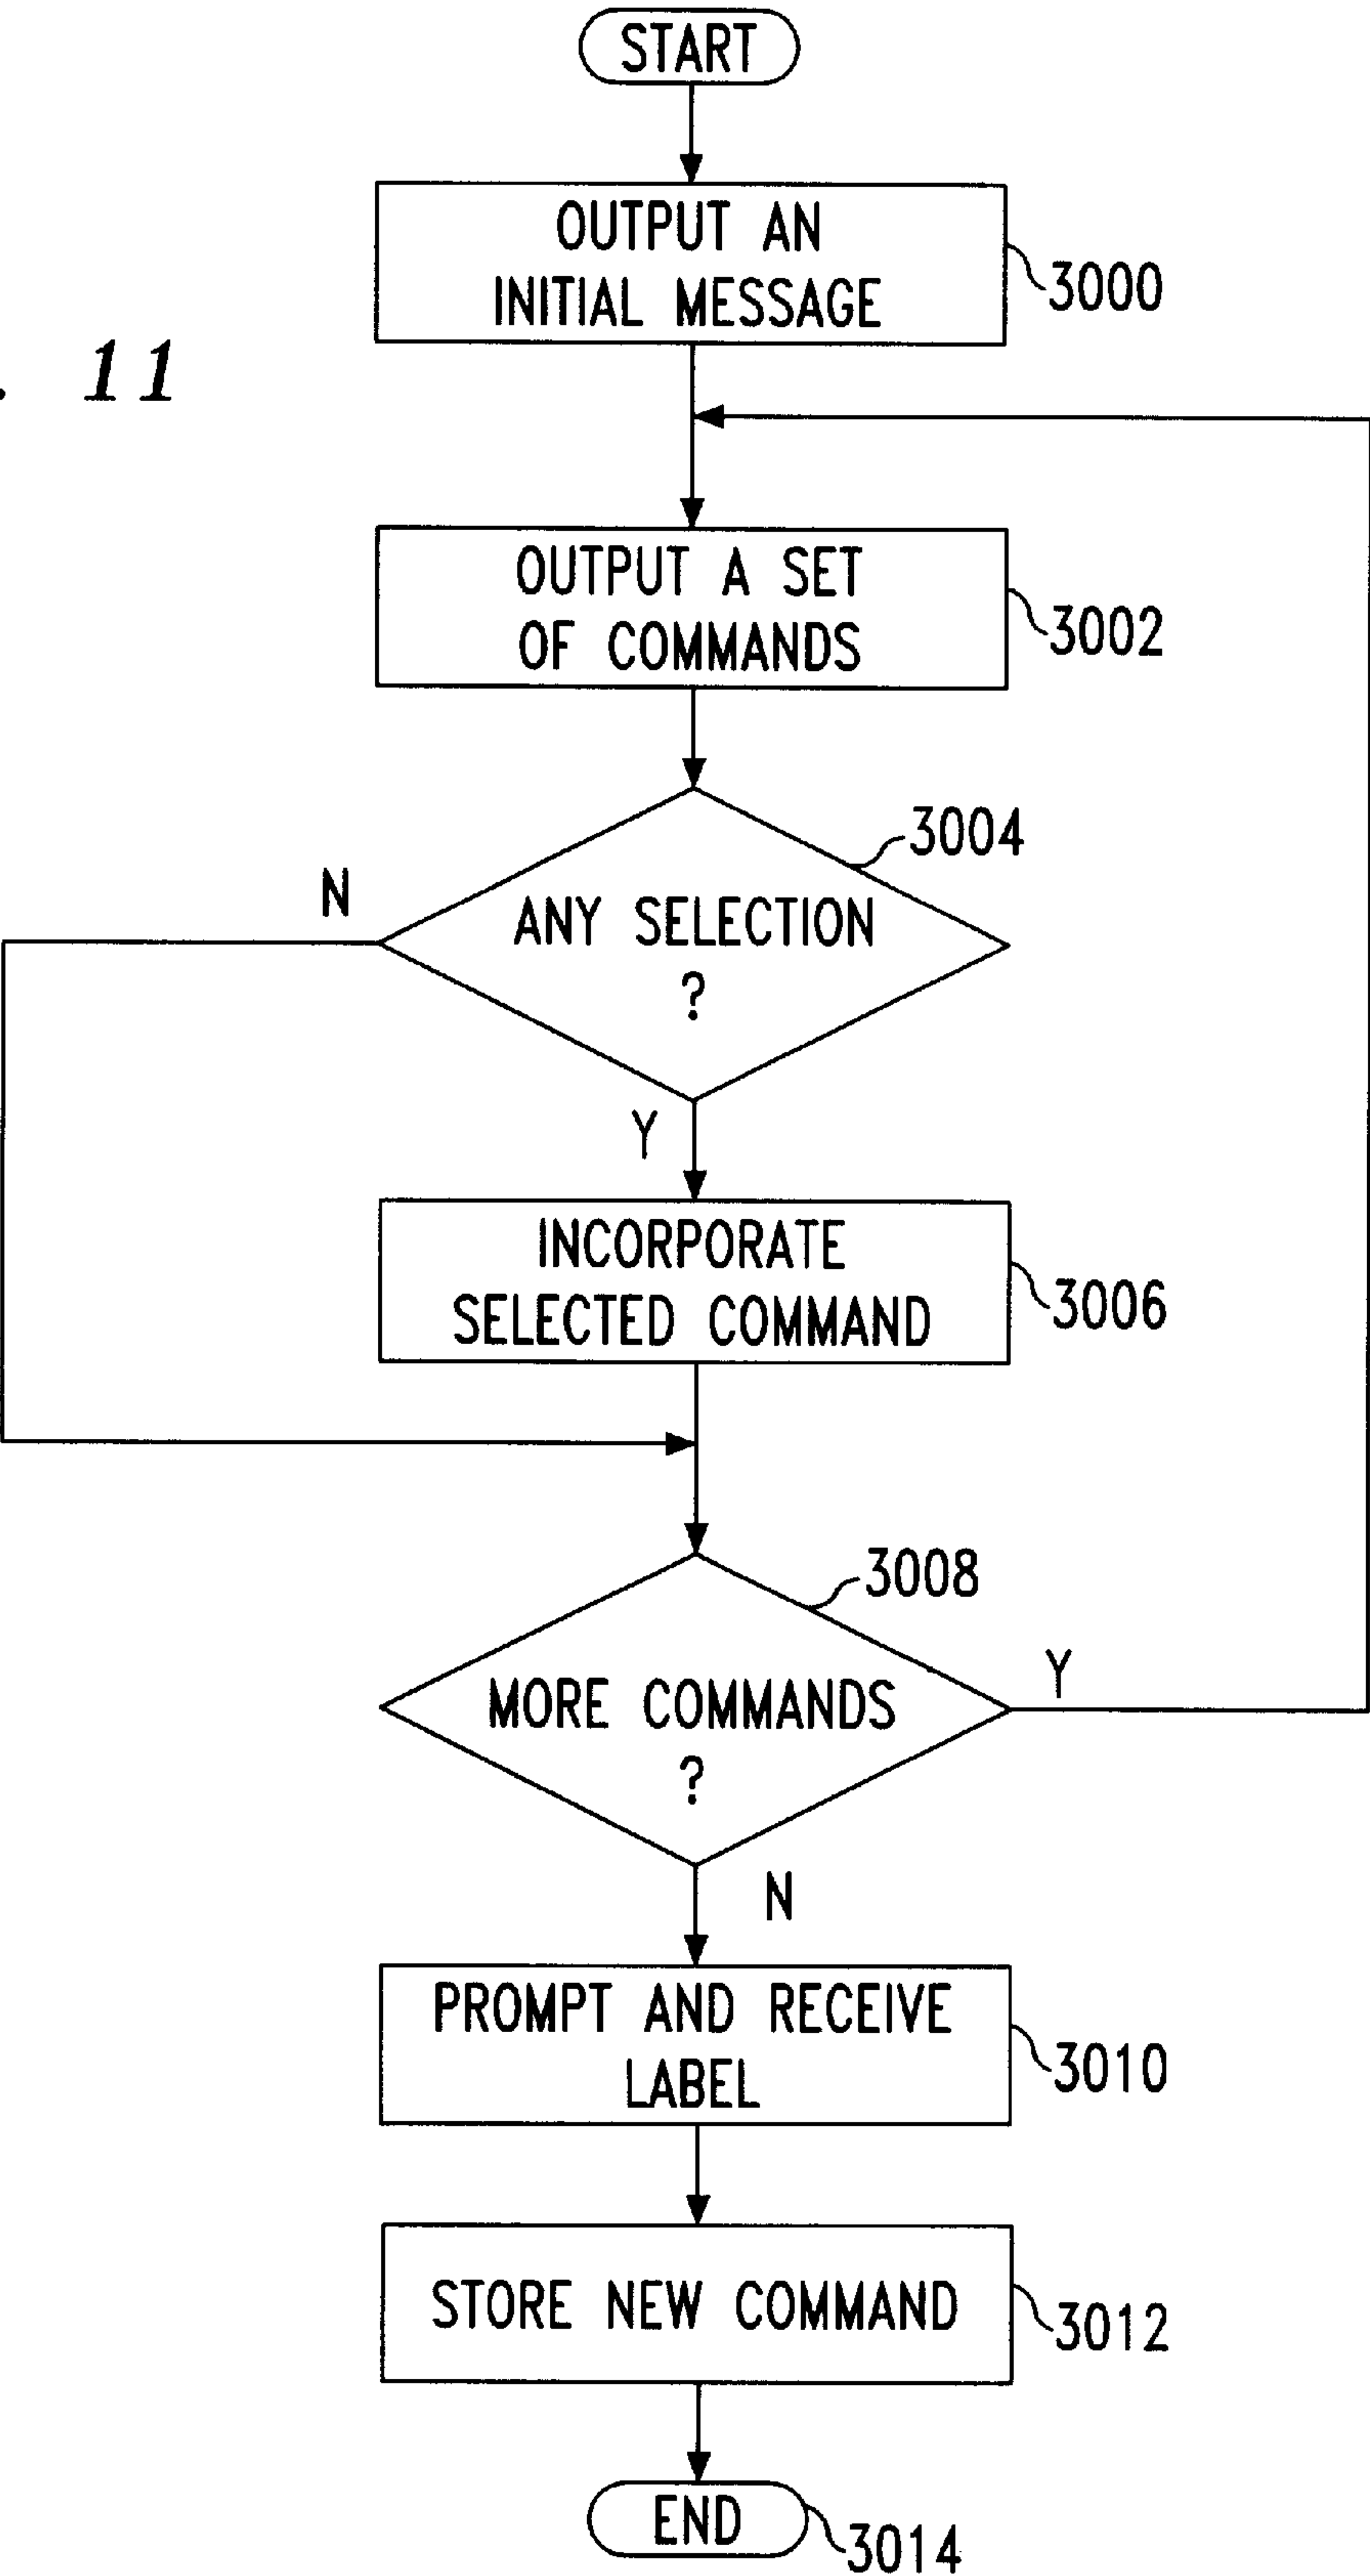 START
OUTPUT AN
INITIAL MESSAGE
3000
. 11
OUTPUT A SET
OF COMMANDS
3002
3004
N
ANY SELECTION
?
Y
INCORPORATE
SELECTED COMMAND
3006
3008
MORE COMMANDS
?
Y
N
PROMPT AND RECEIVE
LABEL
3010
STORE NEW COMMAND
3012
END
3014